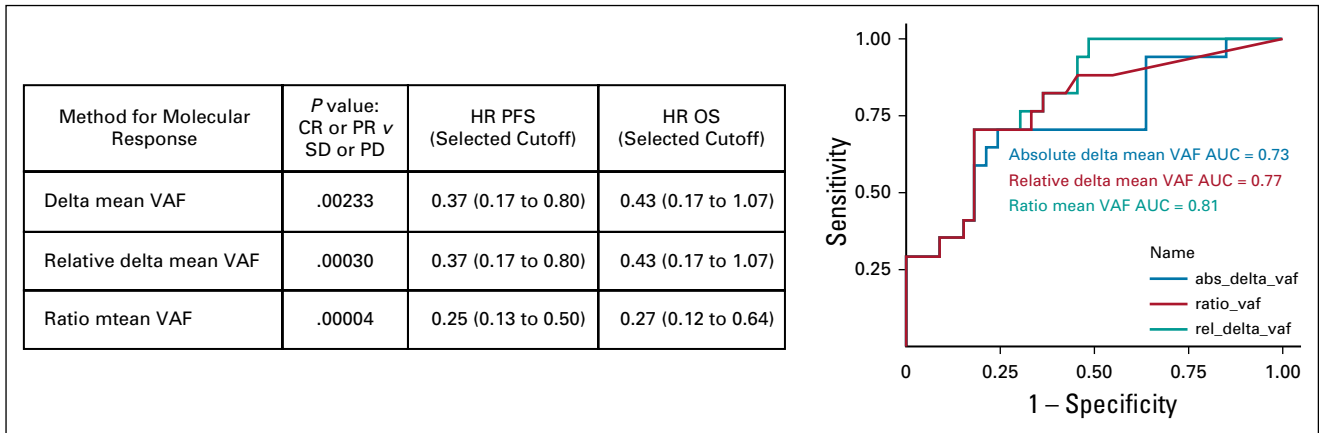 Method for Molecular
Response
P value:
CR or PR v
SD or PD
HR PFS
(Selected Cutoff)
HR OS
(Selected Cutoff)
Delta mean VAF
.00233
0.37 (0.17 to 0.80)
0.43 (0.17 to 1.07)
Relative delta mean VAF
.00030
0.37 (0.17 to 0.80)
0.43 (0.17 to 1.07)
Ratio mtean VAF
.00004
0.25 (0.13 to 0.50)
0.27 (0.12 to 0.64)
Sensitivity
1.00
0.75
0.50
0.25
Absolute delta mean VAF AUC = 0.73
Relative delta mean VAF AUC = 0.77
Ratio mean VAF AUC = 0.81
Name
abs_delta_vaf
ratio_vaf
rel_delta_vaf
0
0.25
0.50
0.75
1.00
1 – Specificity